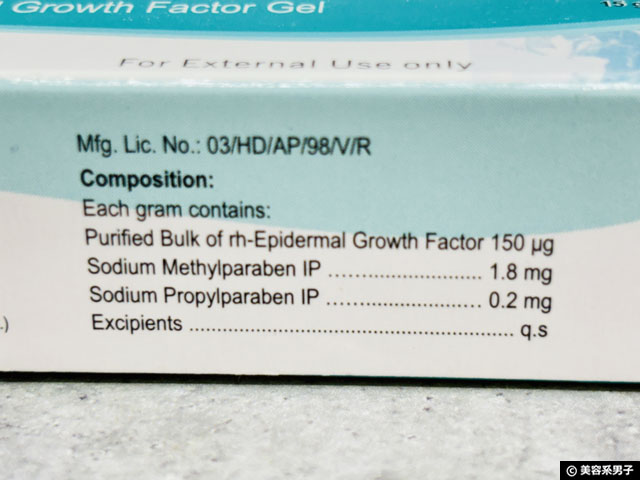 Growth Factor Gel
15
For External Use only
Mfg. Lic. No.: 03/HD/AP/98/V/R
Composition:
Each gram contains:
Purified Bulk of rh-Epidermal Growth Factor 150 µg
Sodium Methylparaben IP .......................... 1.8 mg
Sodium Propylparaben IP .......................... 0.2 mg
.)
Excipients ....................................................... q.s
© 美容系男子